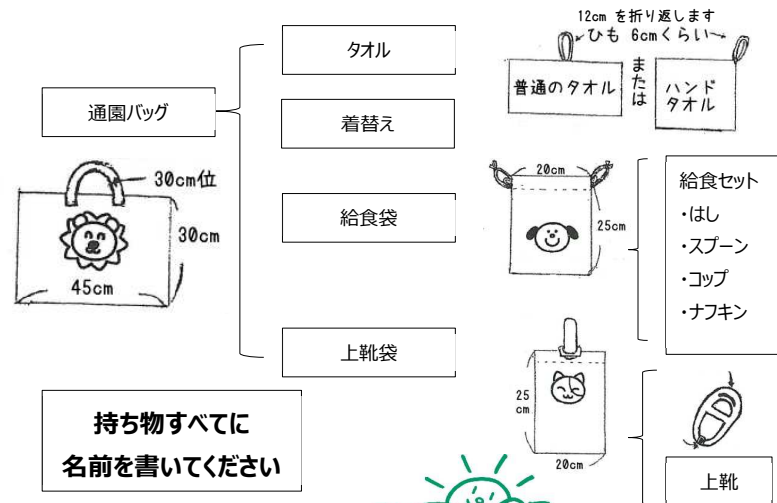 12cm を折り返します
ひも 6cmくらい
タオル
普通のタオル
または
ハンド
タオル
通園バッグ
着替え
30cm位
30cm
45cm
給食袋
20cm
25cm
給食セット
・はし
・スプーン
・コップ
・ナフキン
上靴袋
25
cm
20cm
上靴
持ち物すべてに
名前を書いてください